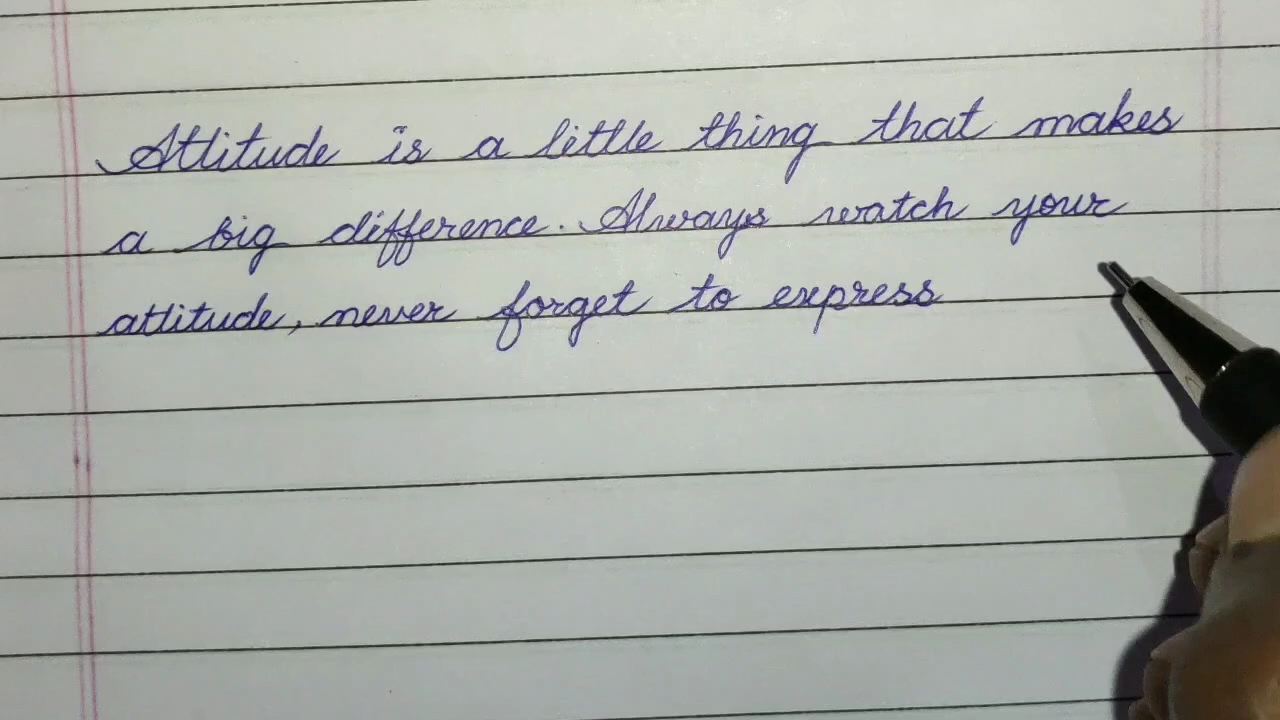 Attitude is a little thing that makes
a big difference. Always watch your
attitude, never forget to express